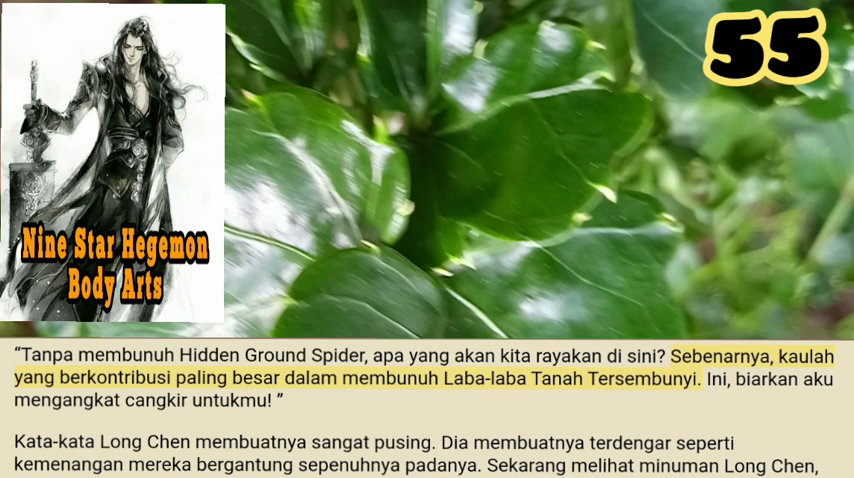 55
Nine Star Hegemon
Body Arts
“Tanpa membunuh Hidden Ground Spider, apa yang akan kita rayakan di sini? Sebenarnya, kaulah
yang berkontribusi paling besar dalam membunuh Laba-laba Tanah Tersembunyi. Ini, biarkan aku
mengangkat cangkir untukmu! ”
Kata-kata Long Chen membuatnya sangat pusing. Dia membuatnya terdengar seperti
kemenangan mereka bergantung sepenuhnya padanya. Sekarang melihat minuman Long Chen,